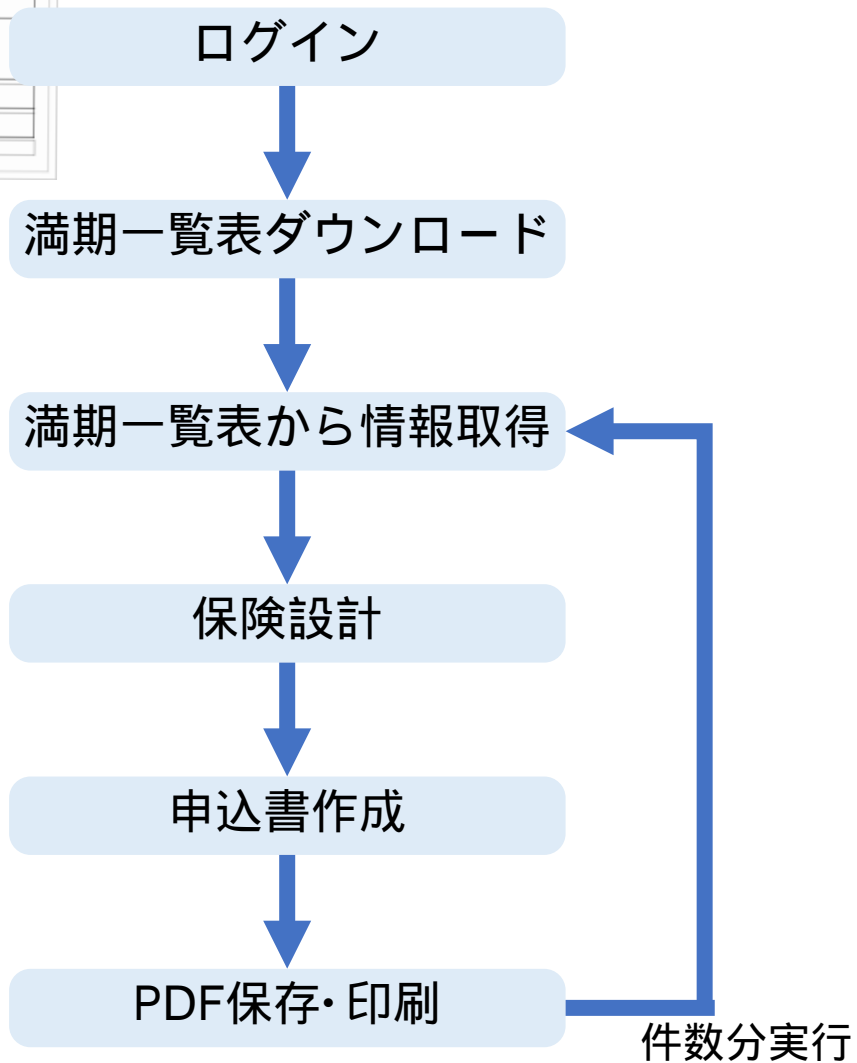 ログイン
満期一覧表ダウンロード
満期一覧表から情報取得
保険設計
申込書作成
PDF保存・印刷
件数分実行